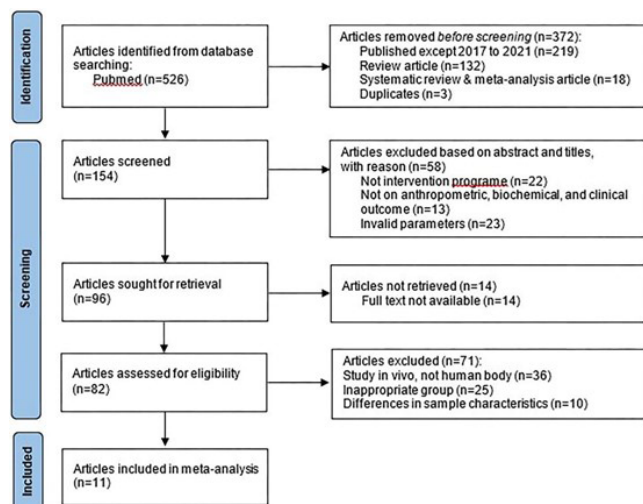 Identification
Articles identified from database
searching:
Pubmed (n=526)
Articles removed before screening (n=372):
Published except 2017 to 2021 (n=219)
Review article (n=132)
Systematic review & meta-analysis article (n=18)
Duplicates (n=3)
Screening
Articles screened
(n=154)
Articles excluded based on abstract and titles,
with reason (n=58)
Not intervention programe (n=22)
Not on anthropometric, biochemical, and clinical
outcome (n=13)
Invalid parameters (n=23)
Articles sought for retrieval
(n=96)
Articles not retrieved (n=14)
Full text not available (n=14)
Articles assessed for eligibility
(n=82)
Articles excluded (n=71):
Study in vivo, not human body (n=36)
Inappropriate group (n=25)
Differences in sample characteristics (n=10)
Included
Articles included in meta-analysis
(n=11)